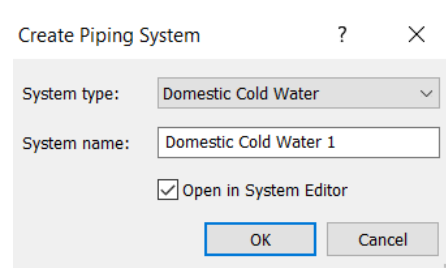 Create Piping System ?
System type: Domestic Cold Water
System name: Domestic Cold Water 1
Open in System Editor
OK Cancel